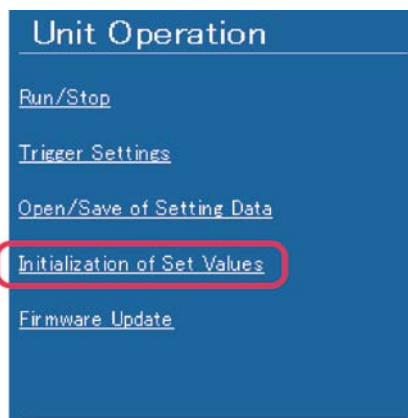 Unit Operation
Run/Stop
Trigger Settings
Open/Save of Setting Data
Initialization of Set Values
Firmware Update